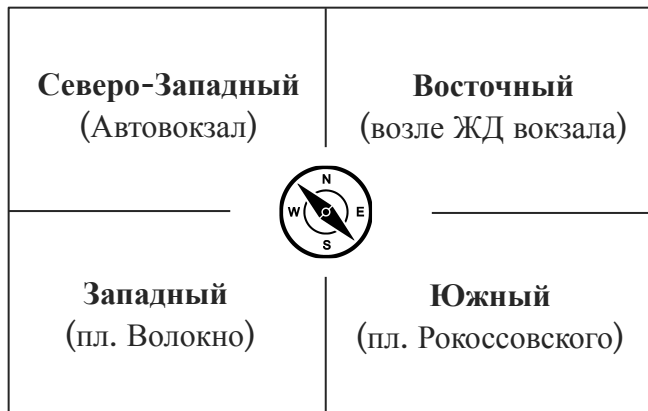 Северо-Западный
(Автовокзал)
Восточный
(возле ЖД вокзала)
N
W E
S
Западный
(пл. Волокно)
Южный
(пл. Рокоссовского)